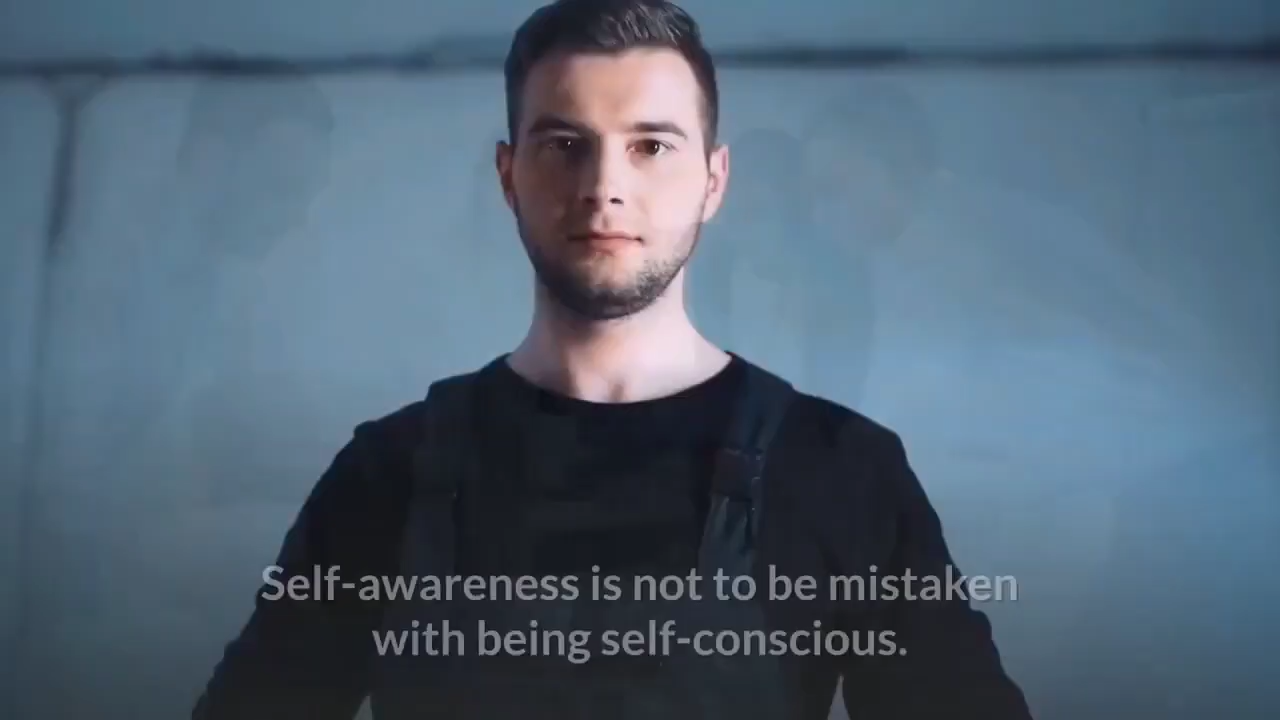 Self-awareness is not to be mistaken
with being self-conscious.